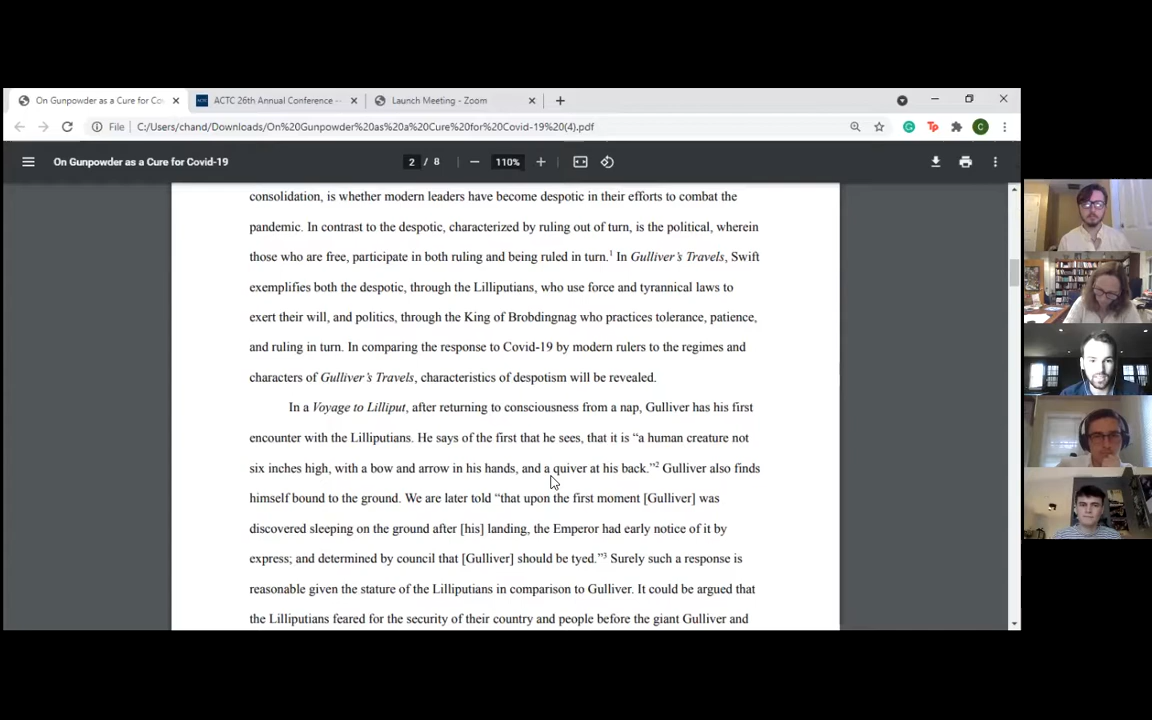 On Gunpowder as a Cure for Co
ACTC 26th Annual Conference --
Launch Meeting - Zoom
File
C:/Users/chand/Downloads/On%20Gunpowder%20as%20a%20Cure%20for%20Covid-19%20(4).pdf
Tp
C
On Gunpowder as a Cure for Covid-19
2 / 8
110%
consolidation, is whether modern leaders have become despotic in their efforts to combat the
pandemic. In contrast to the despotic, characterized by ruling out of turn, is the political, wherein
those who are free, participate in both ruling and being ruled in turn.¹ In Gulliver's Travels, Swift
exemplifies both the despotic, through the Lilliputians, who use force and tyrannical laws to
exert their will, and politics, through the King of Brobdingnag who practices tolerance, patience,
and ruling in turn. In comparing the response to Covid-19 by modern rulers to the regimes and
characters of Gulliver's Travels, characteristics of despotism will be revealed.
In a Voyage to Lilliput, after returning to consciousness from a nap, Gulliver has his first
encounter with the Lilliputians. He says of the first that he sees, that it is “a human creature not
six inches high, with a bow and arrow in his hands, and a quiver at his back.”² Gulliver also finds
himself bound to the ground. We are later told “that upon the first moment [Gulliver] was
discovered sleeping on the ground after [his] landing, the Emperor had early notice of it by
express; and determined by council that [Gulliver] should be tyed.”³ Surely such a response is
reasonable given the stature of the Lilliputians in comparison to Gulliver. It could be argued that
the Lilliputians feared for the security of their country and people before the giant Gulliver and